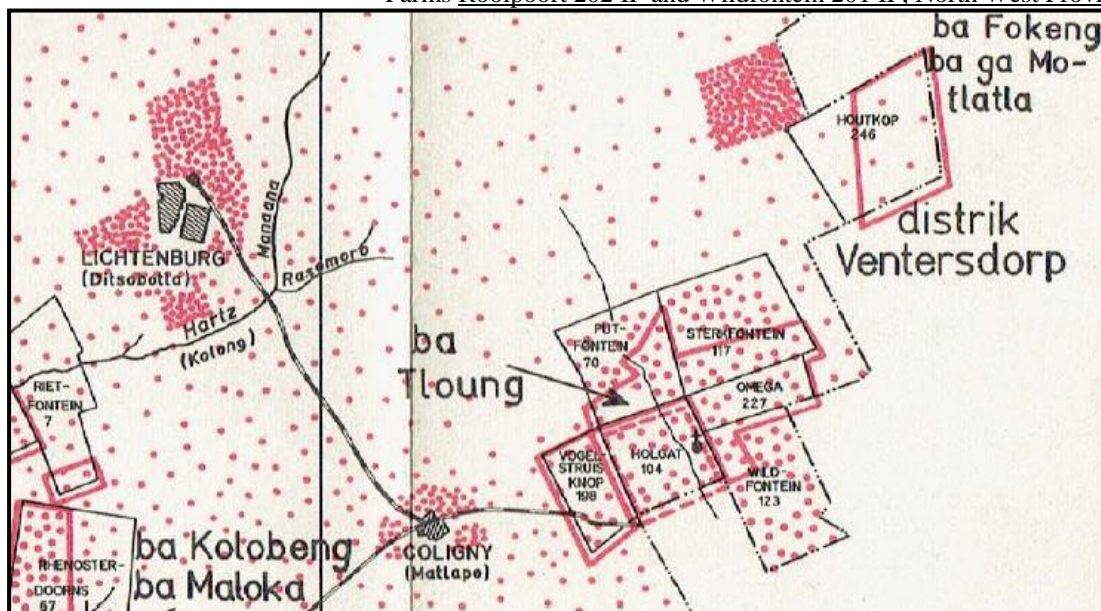 Farms Rooipoort 202 IP and Wildfontein 201 IP, North West Provi
ba Fokeng
ba ga Mo-
tlatla
HOUTKOP
246
distrik
Ventersdorp
Mandana
Rasemoro
LICHTENBURG
(Ditsobotla)
Hartz
(Kolong)
RIET-
FONTEIN
7
ba
Tloung
PUT-
FONTEIN
70
STERKFONTEIN
117
OMEGA
227
VOGEL-
STRUIS
KNOP
198
HOLGAT
104
WILD-
FONTEIN
123
COLIGNY
(Matlapo)
ba Kolobeng
ba Maloka
RHENOSTER-
DOORNS
67